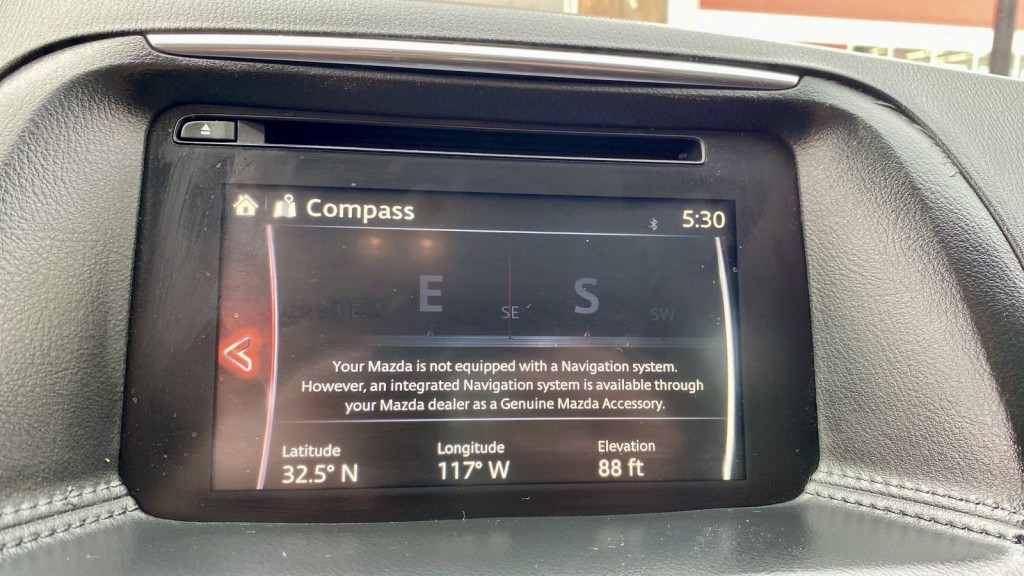 Compass
5:30
NE E SE S SW
Your Mazda is not equipped with a Navigation system.
However, an integrated Navigation system is available through
your Mazda dealer as a Genuine Mazda Accessory.
Latitude Longitude Elevation
32.5° N 117° W 88 ft